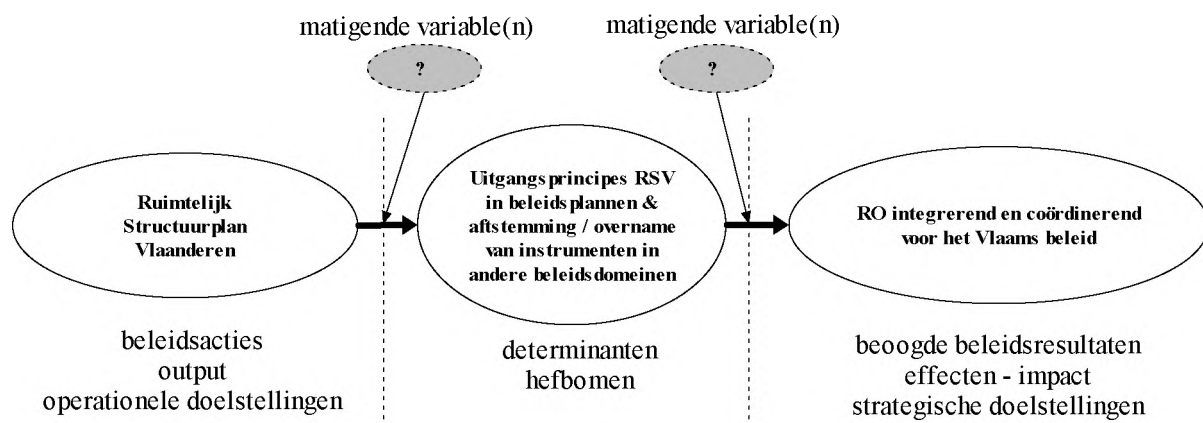 matigende variable(n)
?
matigende variable(n)
?
Ruimtelijk
Structuurplan
Vlaanderen
Uitgangsprincipes RSV
in beleidsplannen &
aftstemming / overname
van instrumenten in
andere beleidsdomeinen
RO integrerend en coördinerend
voor het Vlaams beleid
beleidsacties
output
operationele doelstellingen
determinanten
hefbomen
beoogde beleidsresultaten
effecten - impact
strategische doelstellingen